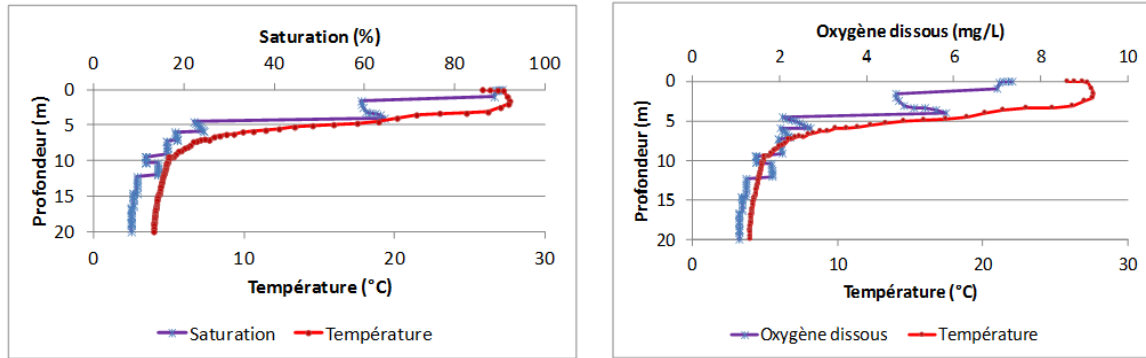 Saturation (%)
0 20 40 60 80 100
0
5
10
15
20
Profondeur (m)
0 10 20 30
Température (°C)
Saturation Température
Oxygène dissous (mg/L)
0 2 4 6 8 10
0
5
10
15
20
Profondeur (m)
0 10 20 30
Température (°C)
Oxygène dissous Température